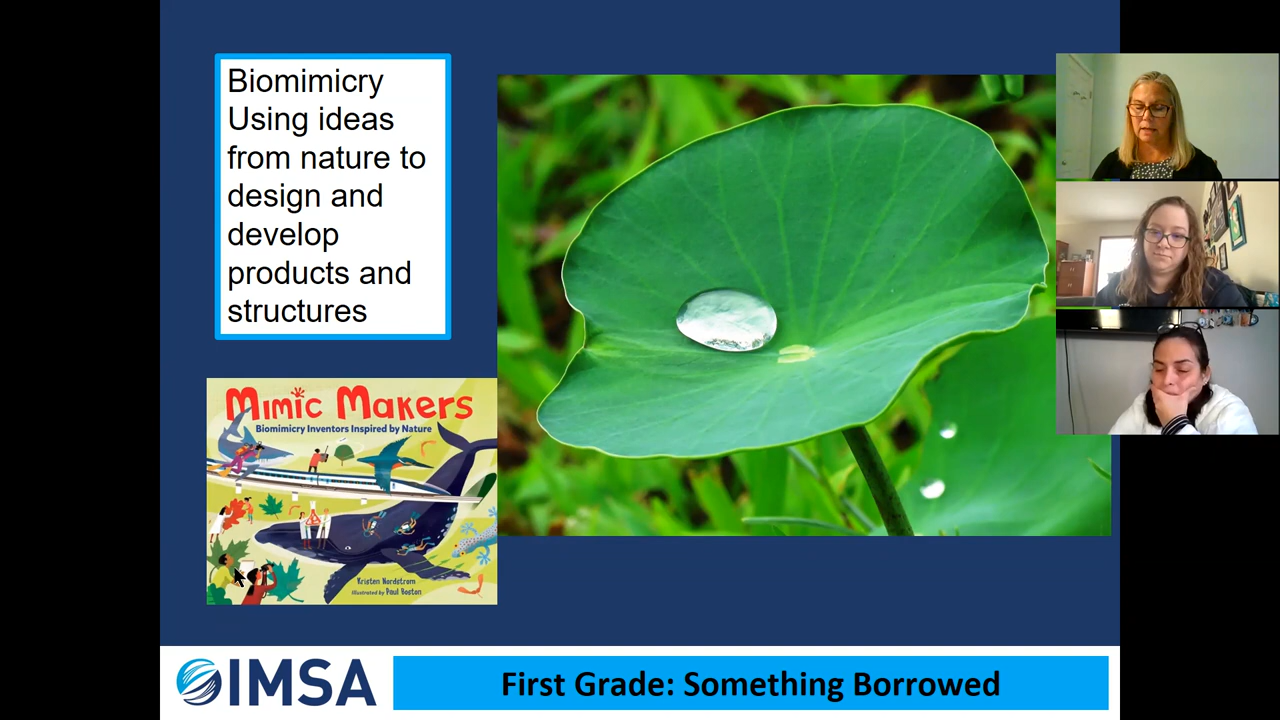 Biomimicry
Using ideas
from nature to
design and
develop
products and
structures
Mimic Makers
Biomimicry Inventors Inspired by Nature
Kristen Nordstrom
Illustrated by Paul Boston
IMSA
First Grade: Something Borrowed